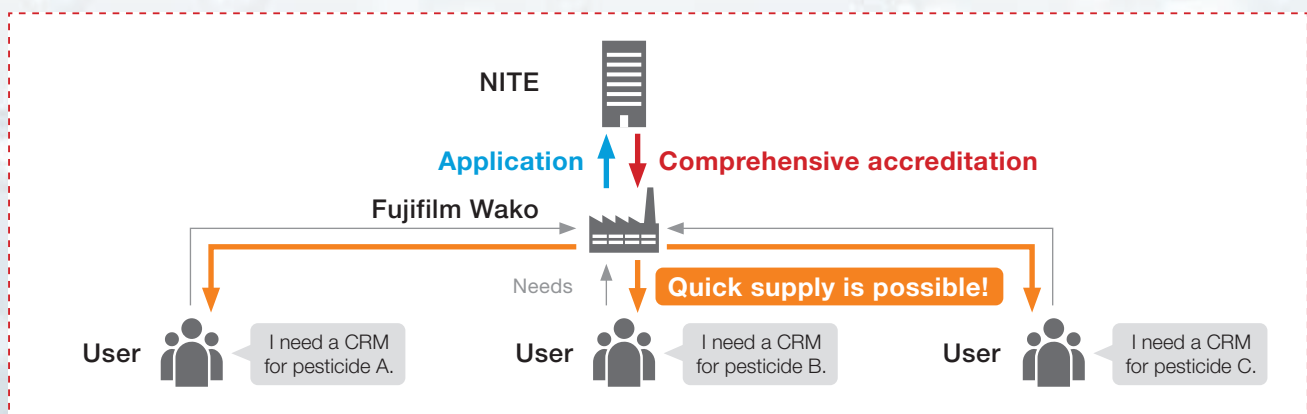 NITE
Application
Comprehensive accreditation
Fujifilm Wako
Needs
Quick supply is possible!
User
I need a CRM
for pesticide A.
User
I need a CRM
for pesticide B.
User
I need a CRM
for pesticide C.